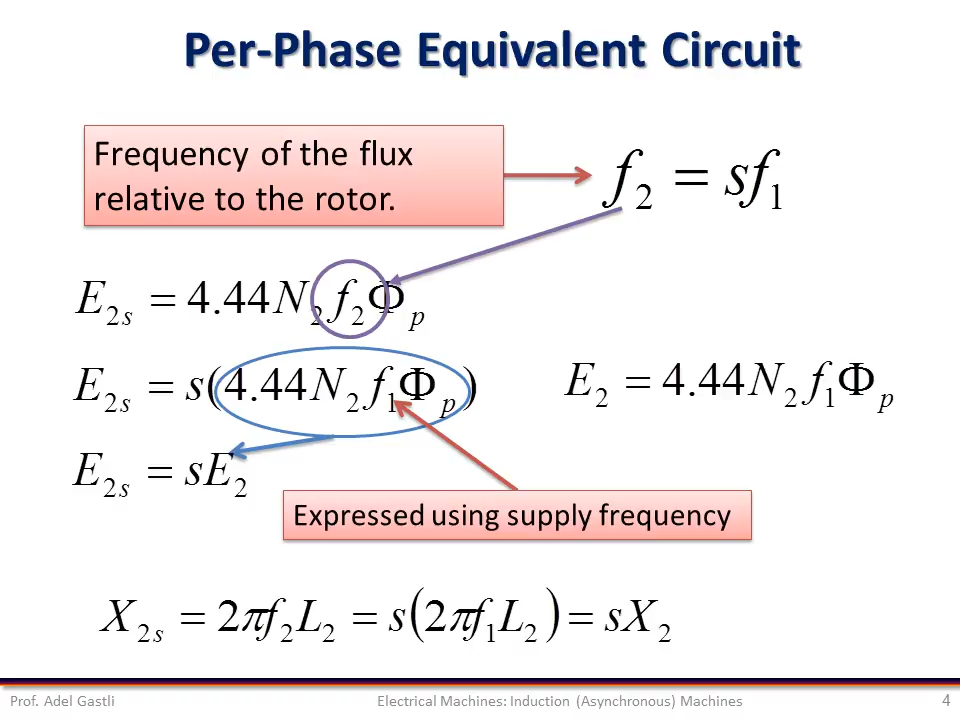 Per-Phase Equivalent Circuit
Frequency of the flux
relative to the rotor.
f₂ = sf₁
E₂ₛ = 4.44N₂f₂Φₚ
E₂ₛ = s(4.44N₂f₁Φₚ)
E₂ = 4.44N₂f₁Φₚ
E₂ₛ = sE₂
Expressed using supply frequency
X₂ₛ = 2πf₂L₂ = s(2πf₁L₂) = sX₂
Prof. Adel Gastli Electrical Machines: Induction (Asynchronous) Machines 4